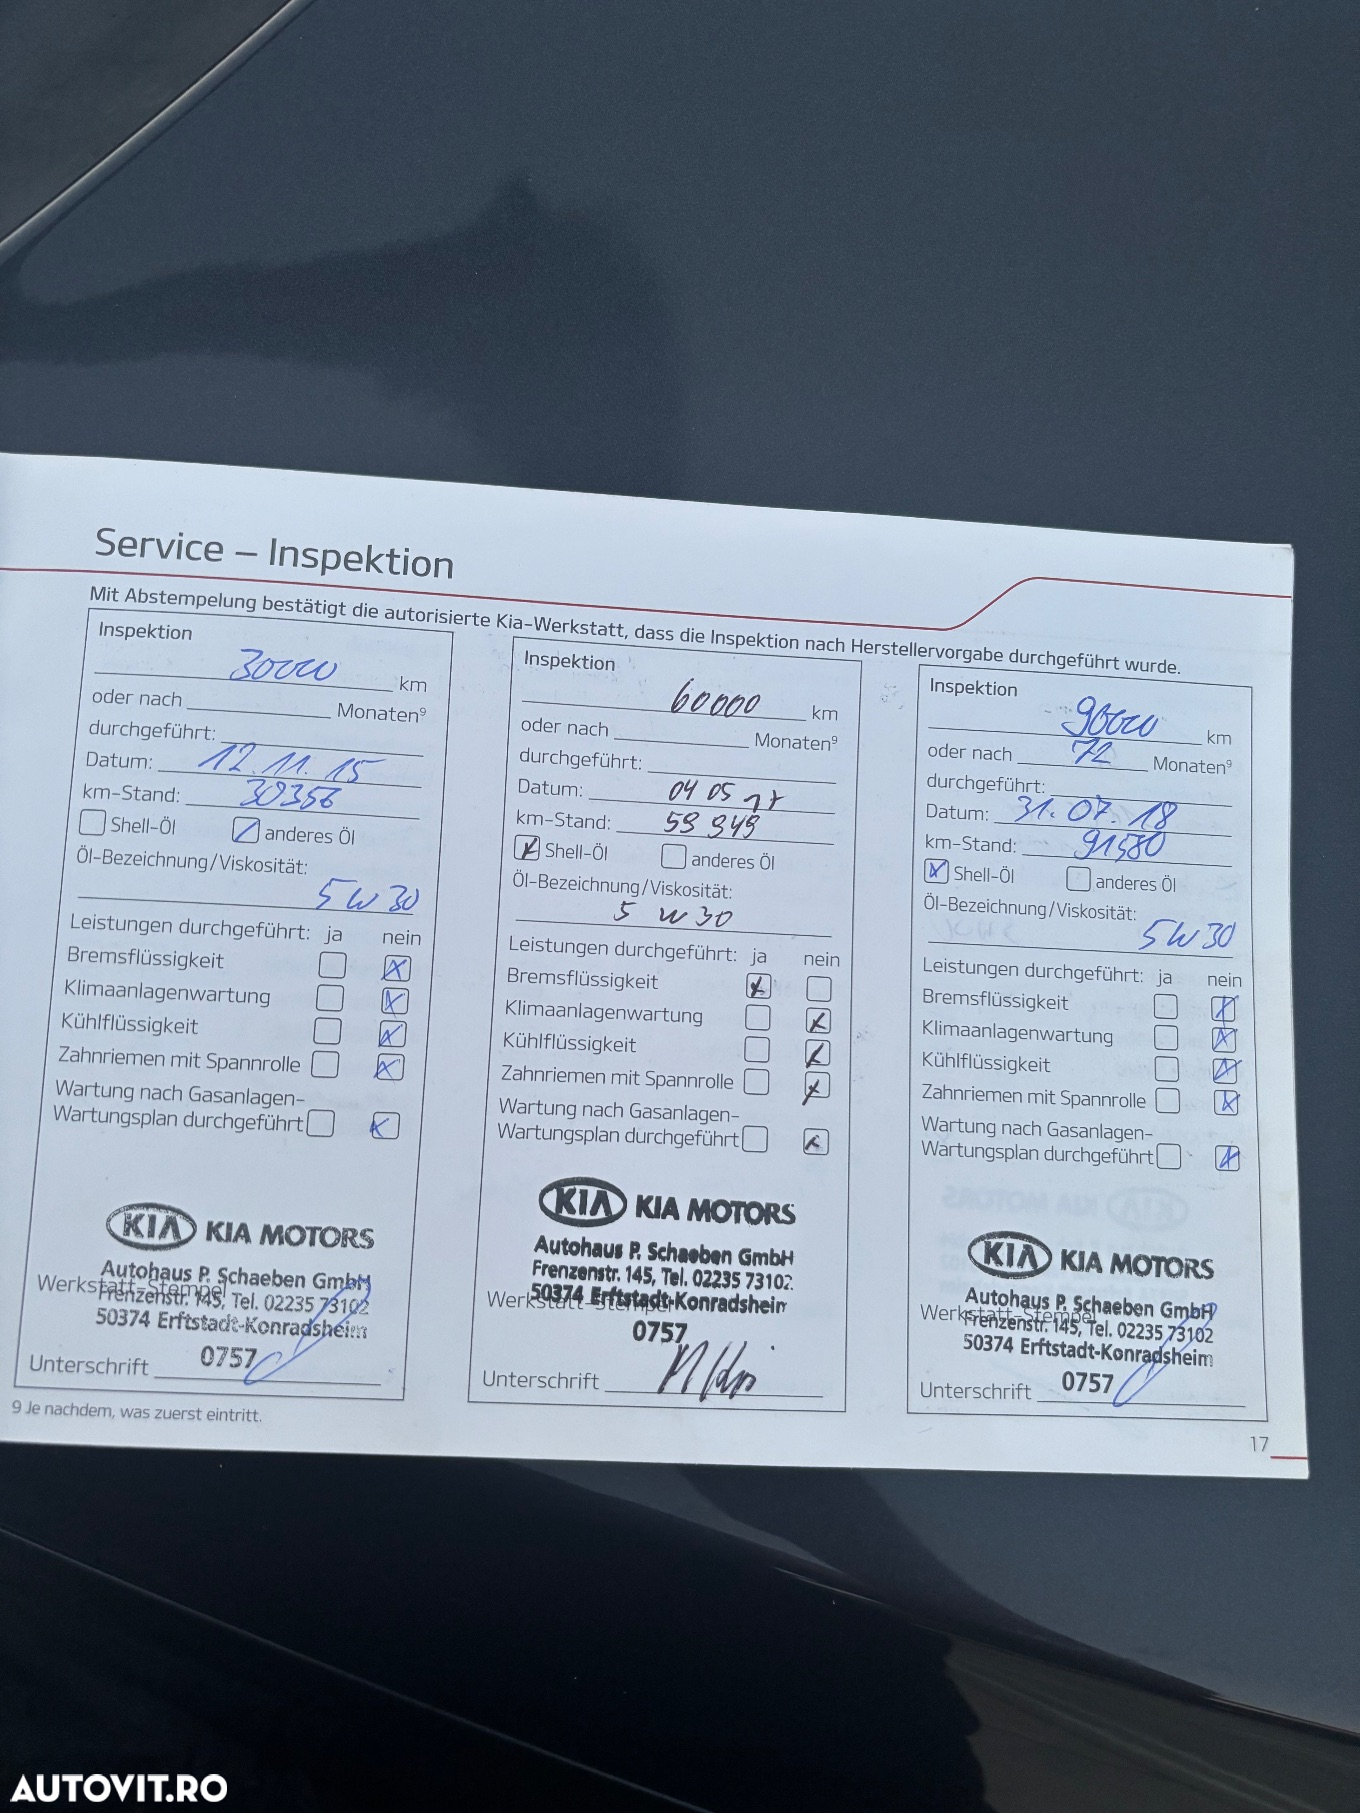 Service – Inspektion
Mit Abstempelung bestätigt die autorisierte Kia-Werkstatt, dass die Inspektion nach Herstellervorgabe durchgeführt wurde.
Inspektion
30000 km
oder nach Monaten⁹
durchgeführt:
Datum: 12.11.15
km-Stand: 30356
Shell-Öl anderes Öl
Öl-Bezeichnung/Viskosität:
5W30
Leistungen durchgeführt: ja nein
Bremsflüssigkeit
Klimaanlagenwartung
Kühlflüssigkeit
Zahnriemen mit Spannrolle
Wartung nach Gasanlagen-
Wartungsplan durchgeführt
KIA KIA MOTORS
Autohaus P. Schaeben GmbH
Werkstatt-Stempel
Frenzenstr. 145, Tel. 02235 73102
50374 Erftstadt-Konradsheim
0757
Unterschrift
9 Je nachdem, was zuerst eintritt.
Inspektion
60000 km
oder nach Monaten⁹
durchgeführt:
Datum: 04 05 17
km-Stand: 59 949
Shell-Öl anderes Öl
Öl-Bezeichnung/Viskosität:
5 W 30
Leistungen durchgeführt: ja nein
Bremsflüssigkeit
Klimaanlagenwartung
Kühlflüssigkeit
Zahnriemen mit Spannrolle
Wartung nach Gasanlagen-
Wartungsplan durchgeführt
KIA KIA MOTORS
Autohaus P. Schaeben GmbH
Frenzenstr. 145, Tel. 02235 73102
50374 Erftstadt-Konradsheim
Werkstatt-Stempel
0757
Unterschrift
Inspektion
90000 km
oder nach 72 Monaten⁹
durchgeführt:
Datum: 31.07.18
km-Stand: 91580
Shell-Öl anderes Öl
Öl-Bezeichnung/Viskosität:
5W30
Leistungen durchgeführt: ja nein
Bremsflüssigkeit
Klimaanlagenwartung
Kühlflüssigkeit
Zahnriemen mit Spannrolle
Wartung nach Gasanlagen-
Wartungsplan durchgeführt
KIA KIA MOTORS
Autohaus P. Schaeben GmbH
Werkstatt-Stempel
Frenzenstr. 145, Tel. 02235 73102
50374 Erftstadt-Konradsheim
0757
Unterschrift
17
AUTOVIT.RO